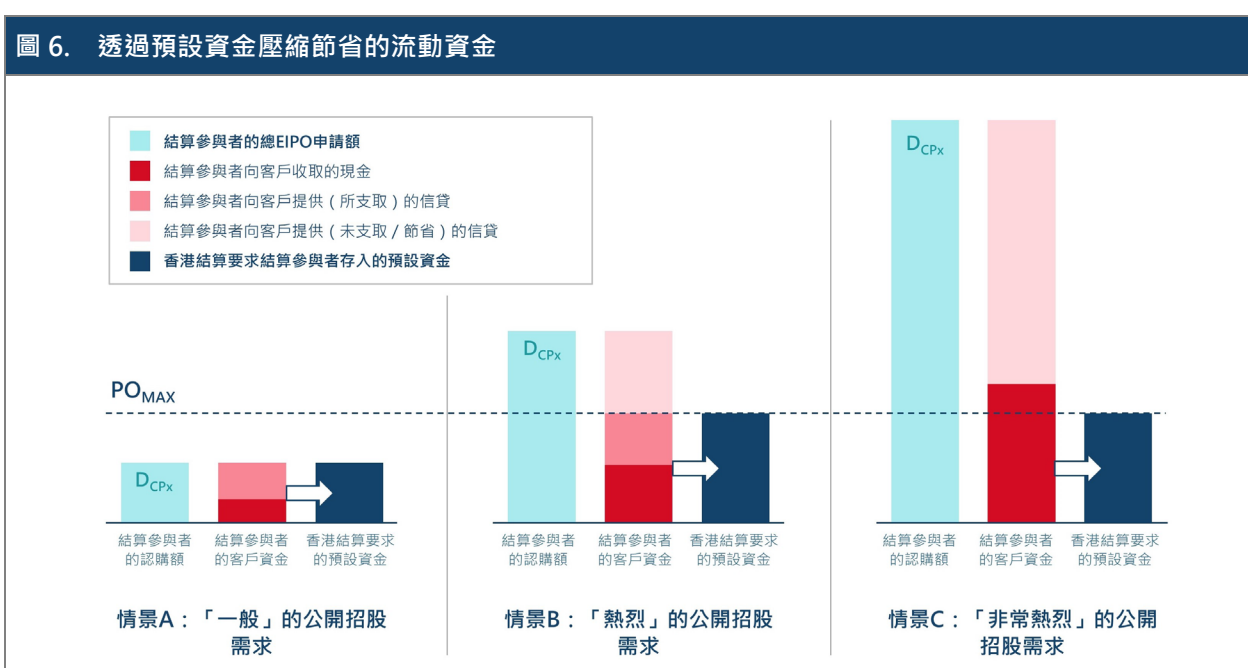 圖 6. 透過預設資金壓縮節省的流動資金
結算參與者的總EIPO申請額
結算參與者向客戶收取的現金
結算參與者向客戶提供（所支取）的信貸
結算參與者向客戶提供（未支取／節省）的信貸
香港結算要求結算參與者存入的預設資金
POMAX
DCPx
結算參與者
的認購額
結算參與者
的客戶資金
香港結算要求
的預設資金
情景A：「一般」的公開招股
需求
DCPx
結算參與者
的認購額
結算參與者
的客戶資金
香港結算要求
的預設資金
情景B：「熱烈」的公開招股
需求
DCPx
結算參與者
的認購額
結算參與者
的客戶資金
香港結算要求
的預設資金
情景C：「非常熱烈」的公開
招股需求